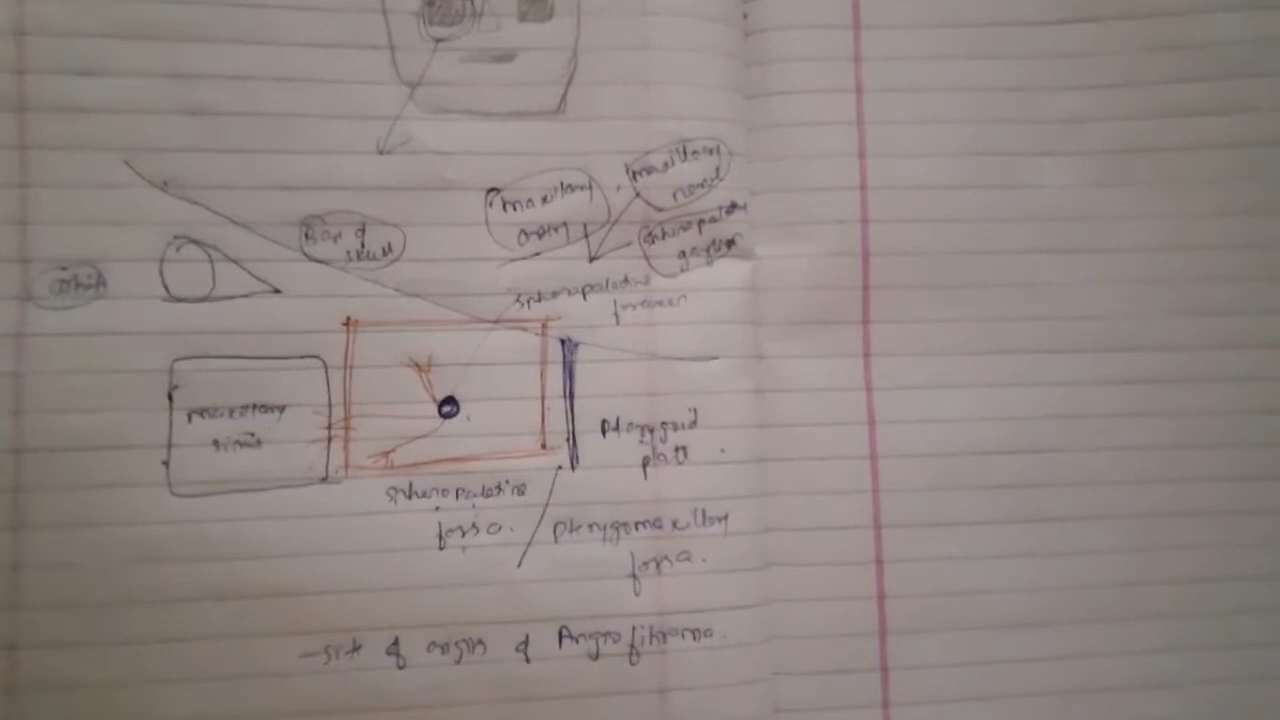 maxillary
nerve
maxillary
artery
Base of
skull
sphenopalatine
ganglion
orbit
sphenopalatine
foramen
maxillary
sinus
pterygoid
plate
sphenopalatine
fossa.
pterygomaxillary
fossa.
- site of origin of Angiofibroma.